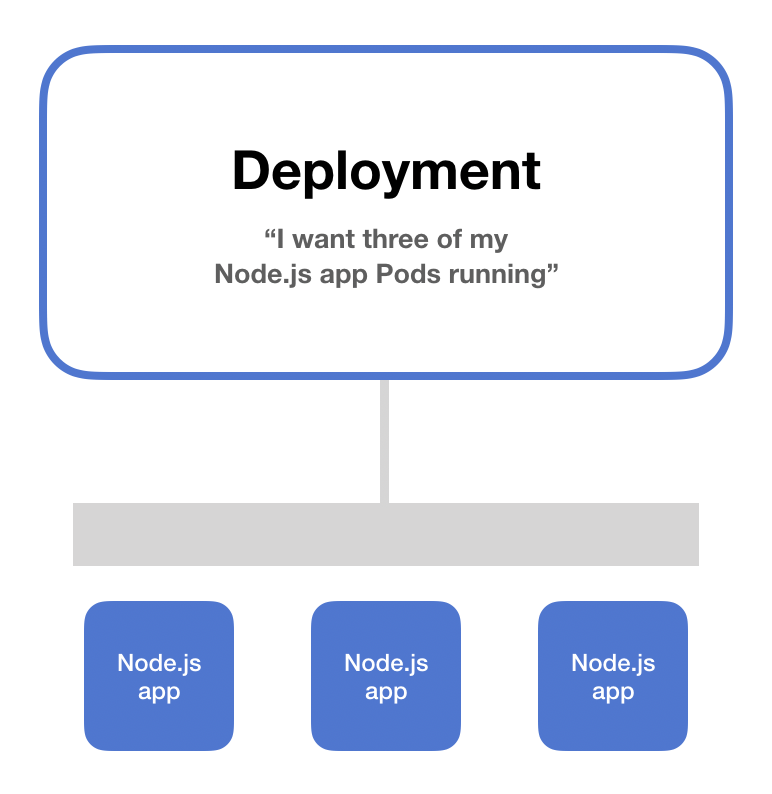 Deployment
“I want three of my
Node.js app Pods running”
Node.js
app
Node.js
app
Node.js
app